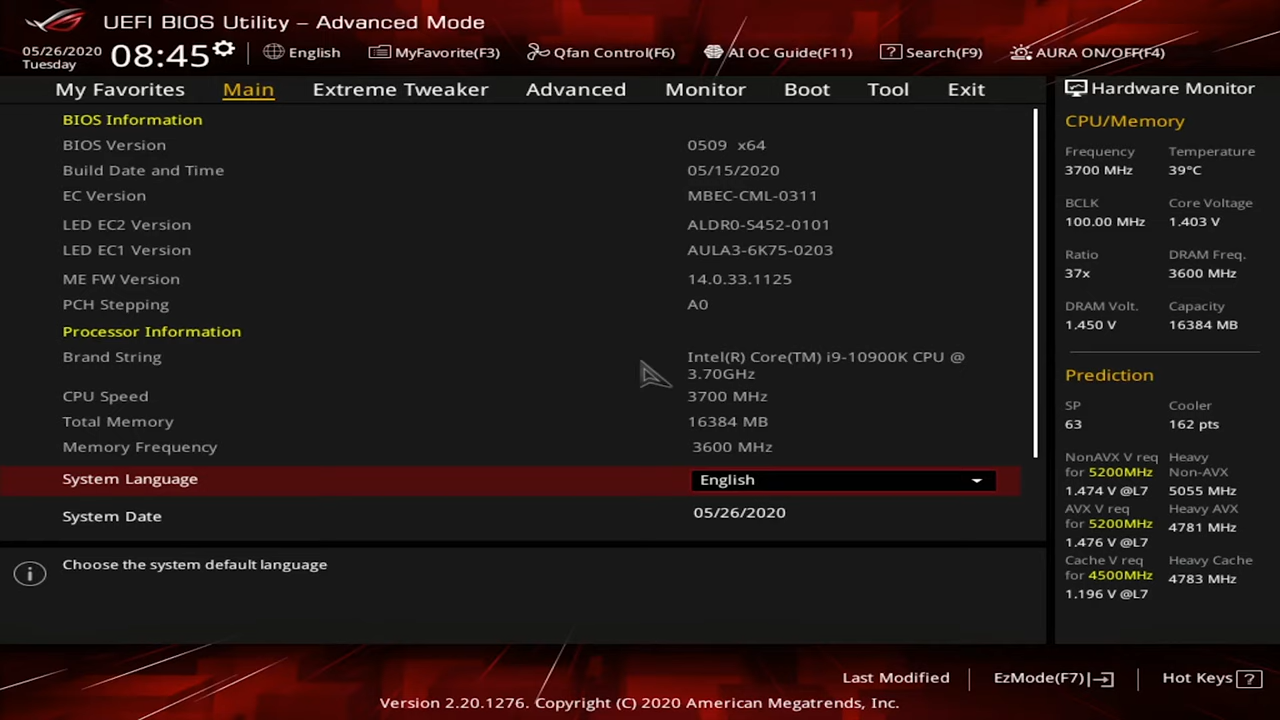 UEFI BIOS Utility – Advanced Mode
05/26/2020
Tuesday
08:45
English
MyFavorite(F3)
Qfan Control(F6)
AI OC Guide(F11)
Search(F9)
AURA ON/OFF(F4)
My Favorites Main Extreme Tweaker Advanced Monitor Boot Tool Exit
BIOS Information
BIOS Version 0509 x64
Build Date and Time 05/15/2020
EC Version MBEC-CML-0311
LED EC2 Version ALDR0-S452-0101
LED EC1 Version AULA3-6K75-0203
ME FW Version 14.0.33.1125
PCH Stepping A0
Processor Information
Brand String Intel(R) Core(TM) i9-10900K CPU @
3.70GHz
CPU Speed 3700 MHz
Total Memory 16384 MB
Memory Frequency 3600 MHz
System Language English
System Date 05/26/2020
Choose the system default language
Hardware Monitor
CPU/Memory
Frequency Temperature
3700 MHz 39°C
BCLK Core Voltage
100.00 MHz 1.403 V
Ratio DRAM Freq.
37x 3600 MHz
DRAM Volt. Capacity
1.450 V 16384 MB
Prediction
SP Cooler
63 162 pts
NonAVX V req Heavy
for 5200MHz Non-AVX
1.474 V @L7 5055 MHz
AVX V req Heavy AVX
for 5200MHz 4781 MHz
1.476 V @L7
Cache V req Heavy Cache
for 4500MHz 4783 MHz
1.196 V @L7
Last Modified
EzMode(F7)
Hot Keys ?
Version 2.20.1276. Copyright (C) 2020 American Megatrends, Inc.